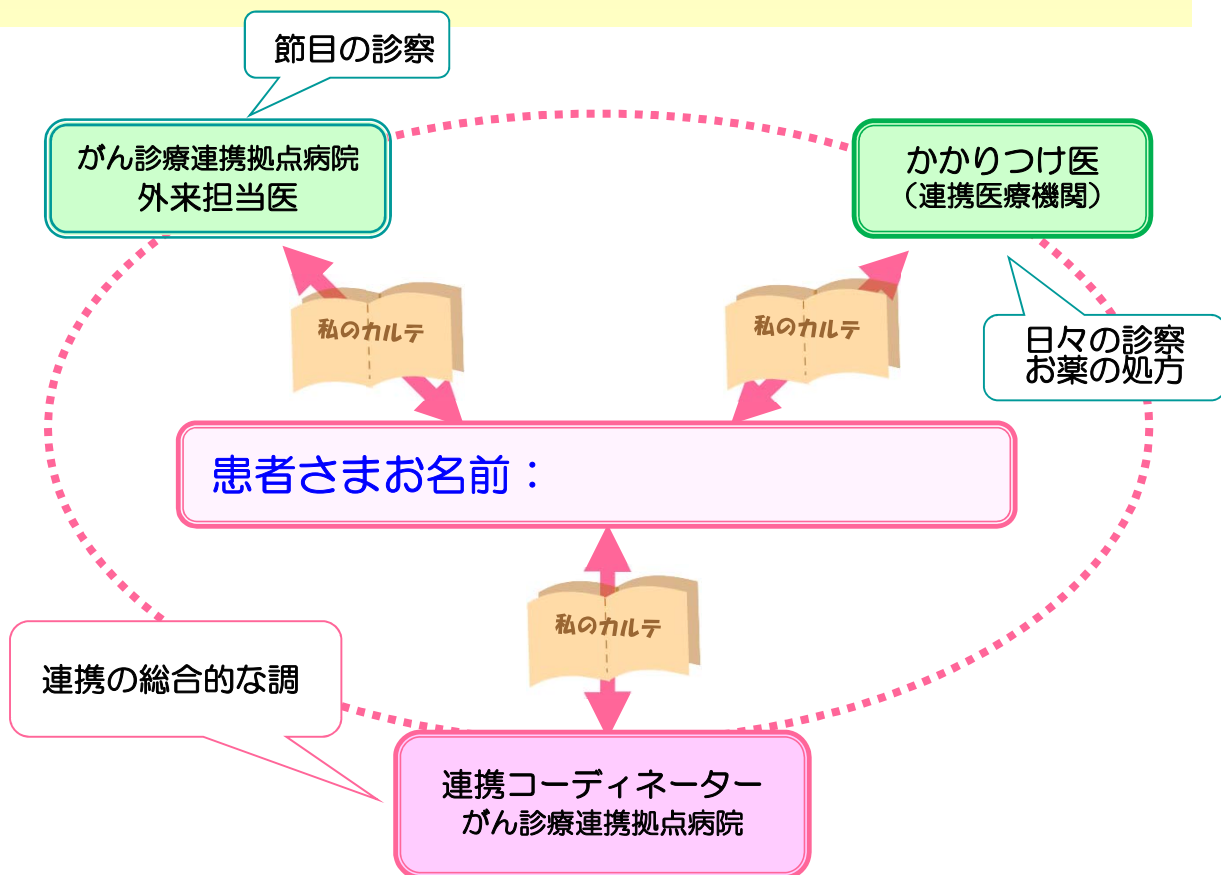 節目の診察
がん診療連携拠点病院
外来担当医
かかりつけ医
(連携医療機関)
私のカルテ
私のカルテ
日々の診察
お薬の処方
患者さまお名前：
私のカルテ
連携の総合的な調
連携コーディネーター
がん診療連携拠点病院